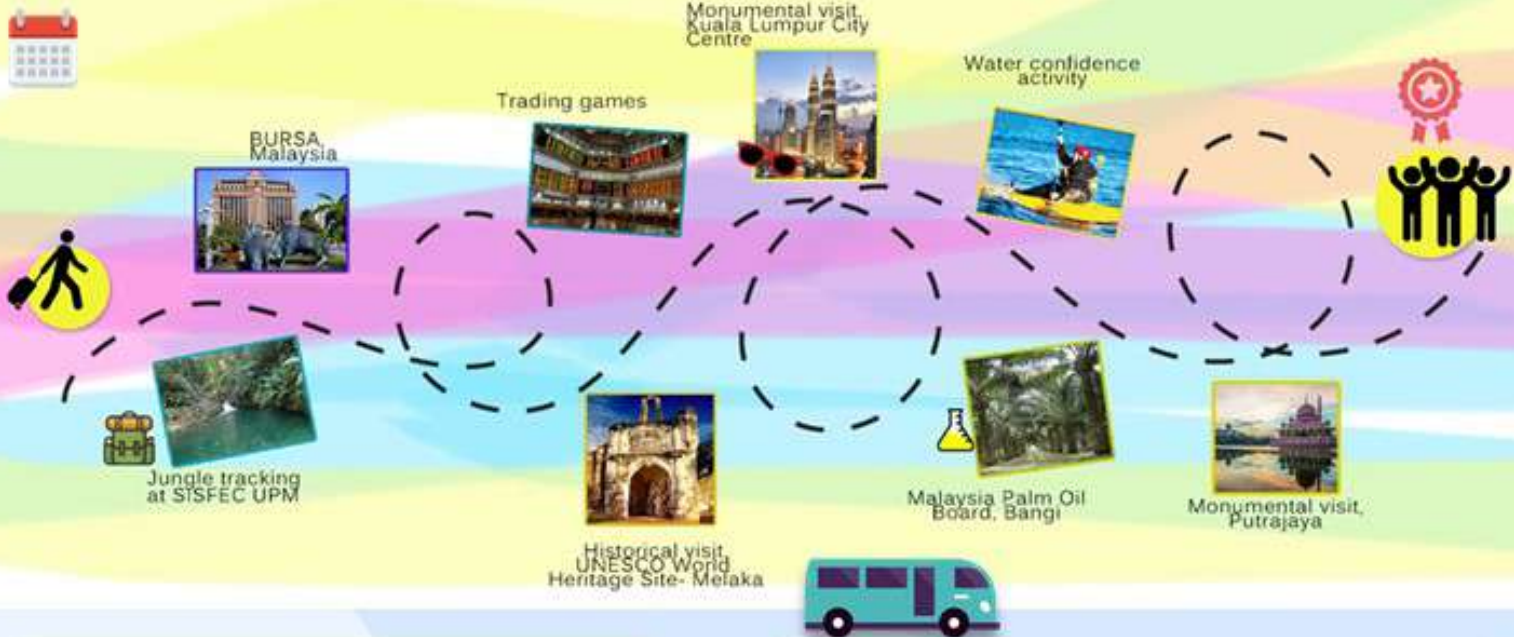 Monumental visit,
Kuala Lumpur City
Centre
Water confidence
activity
Trading games
BURSA,
Malaysia
Jungle tracking
at SISFEC UPM
Historical visit,
UNESCO World
Heritage Site- Melaka
Malaysia Palm Oil
Board, Bangi
Monumental visit,
Putrajaya